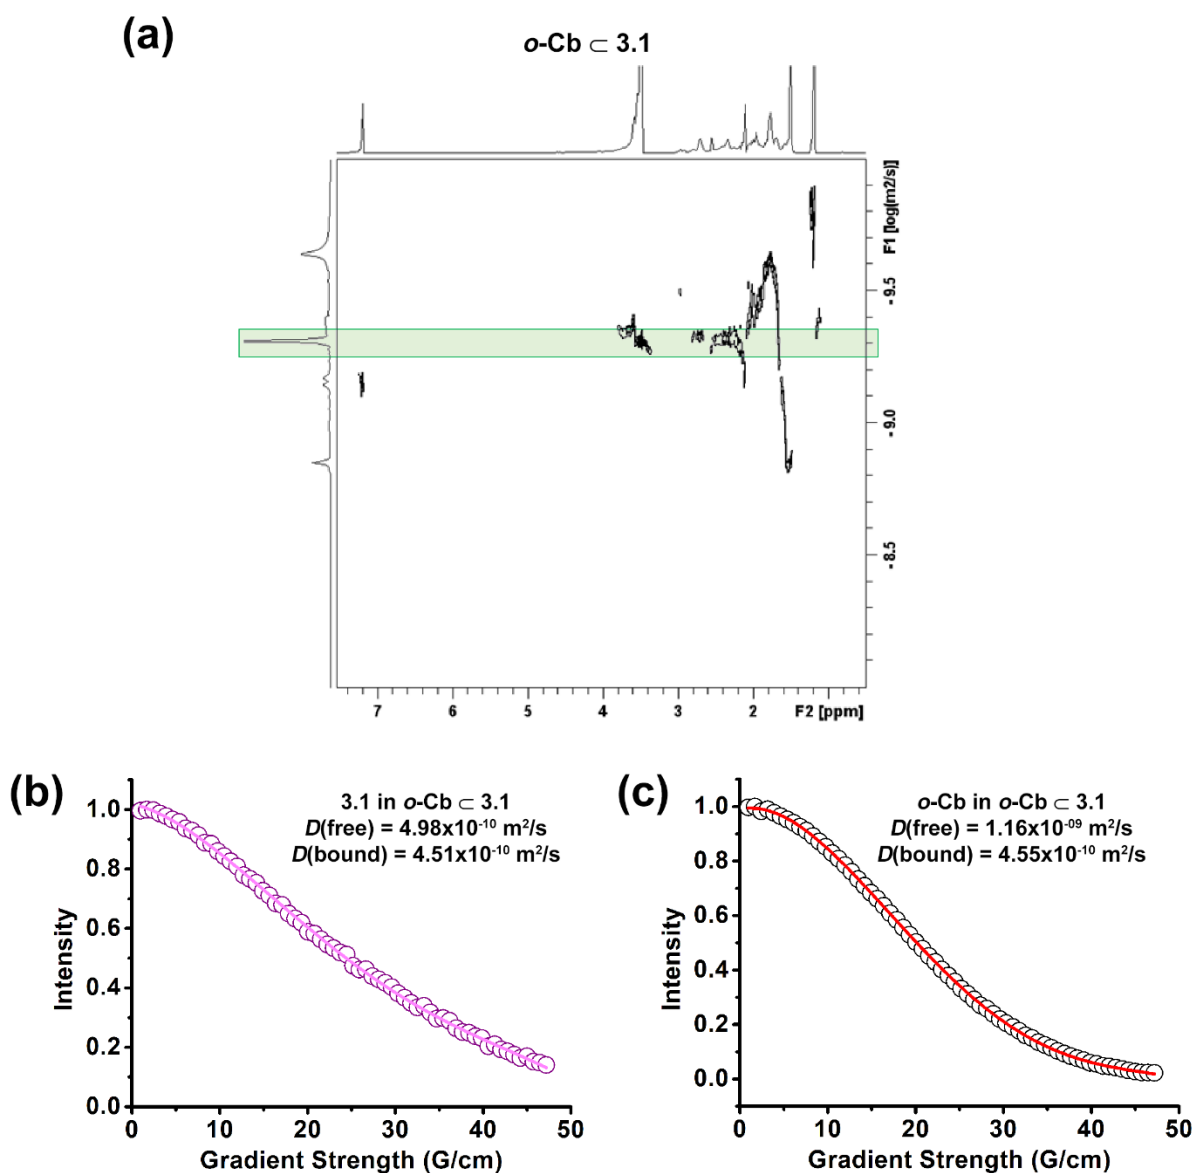 (a)
o-Cb ⊂ 3.1
F1 [log(m2/s)]
- 9.5
- 9.0
- 8.5
7 6 5 4 3 2 F2 [ppm]
(b)
3.1 in o-Cb ⊂ 3.1
D(free) = 4.98x10⁻¹⁰ m²/s
D(bound) = 4.51x10⁻¹⁰ m²/s
Intensity
1.0
0.8
0.6
0.4
0.2
0.0
0 10 20 30 40 50
Gradient Strength (G/cm)
(c)
o-Cb in o-Cb ⊂ 3.1
D(free) = 1.16x10⁻⁰⁹ m²/s
D(bound) = 4.55x10⁻¹⁰ m²/s
Intensity
1.0
0.8
0.6
0.4
0.2
0.0
0 10 20 30 40 50
Gradient Strength (G/cm)